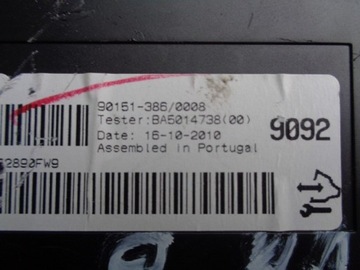 90151-386/0008
Tester:BA5014738(00)
Date: 16-10-2010
Assembled in Portugal
9092
52890FW9